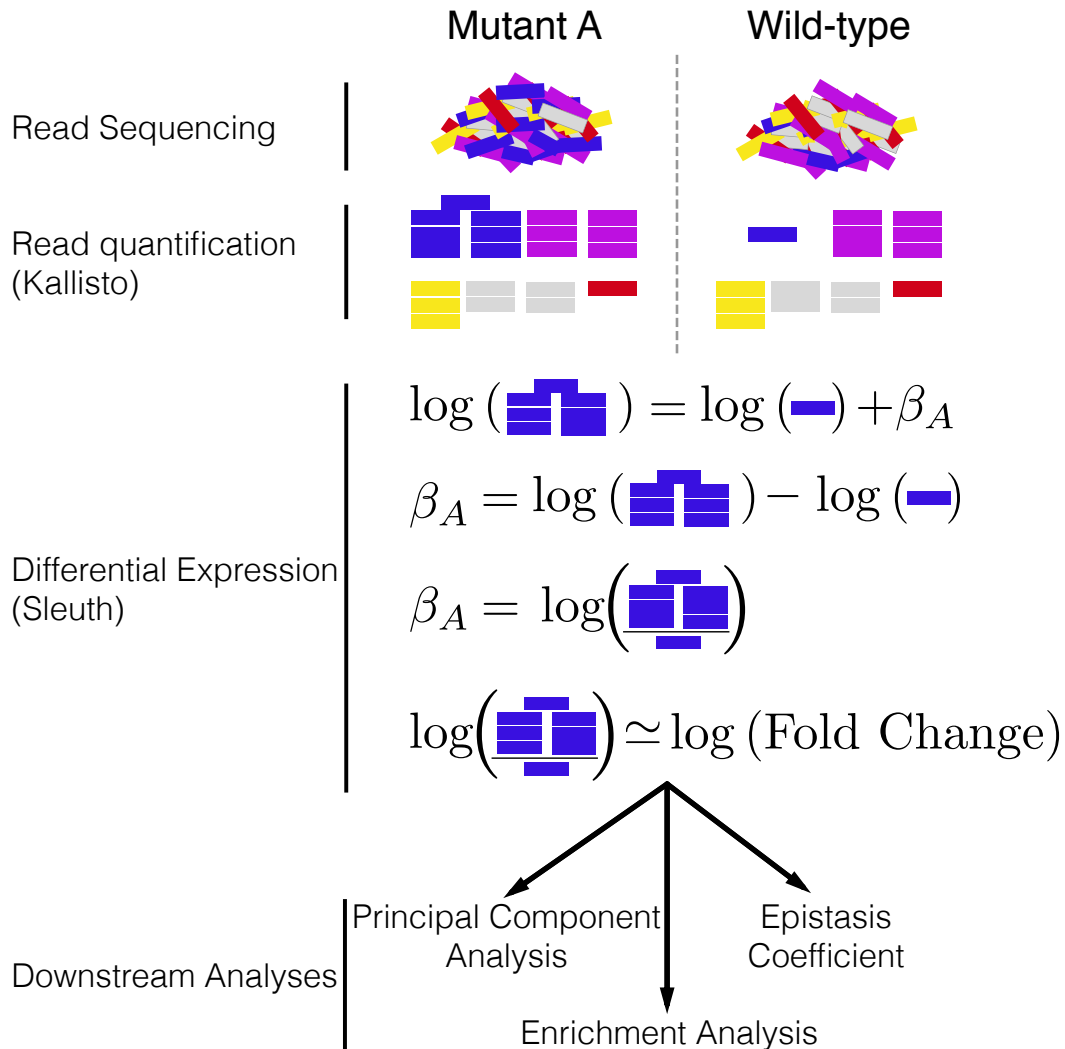 Mutant A
Wild-type
Read Sequencing
Read quantification
(Kallisto)
log ( ) = log ( ) + β_A
β_A = log ( ) − log ( )
Differential Expression
(Sleuth)
β_A = log( )
log( ) ≃ log (Fold Change)
Principal Component
Analysis
Epistasis
Coefficient
Downstream Analyses
Enrichment Analysis